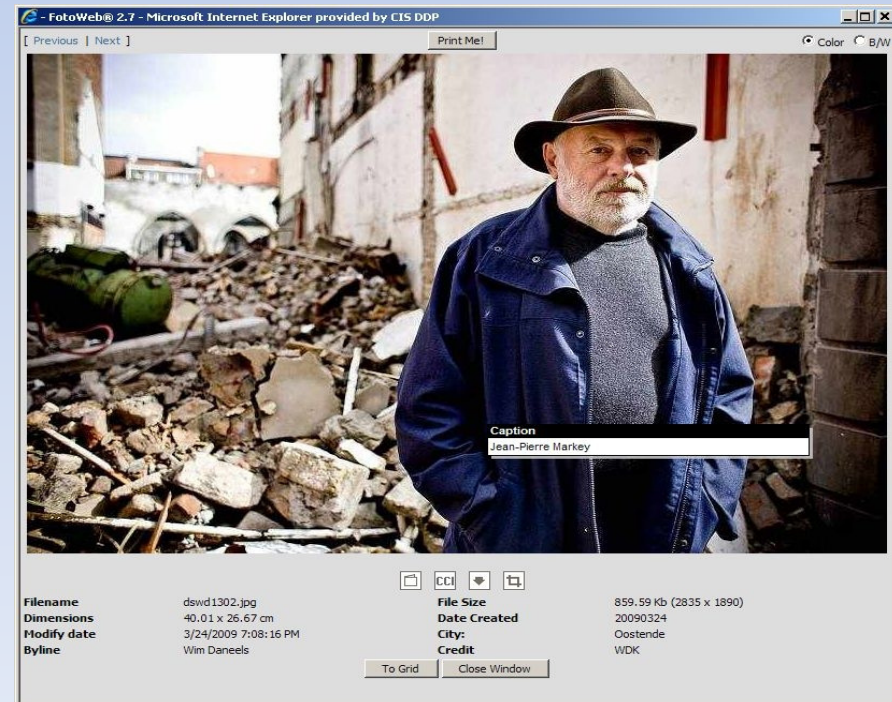 - FotoWeb® 2.7 - Microsoft Internet Explorer provided by CIS DDP
[ Previous | Next ] Print Me! Color B/W
Caption
Jean-Pierre Markey
CCI
Filename dswd1302.jpg File Size 859.59 Kb (2835 x 1890)
Dimensions 40.01 x 26.67 cm Date Created 20090324
Modify date 3/24/2009 7:08:16 PM City: Oostende
Byline Wim Daneels Credit WDK
To Grid Close Window